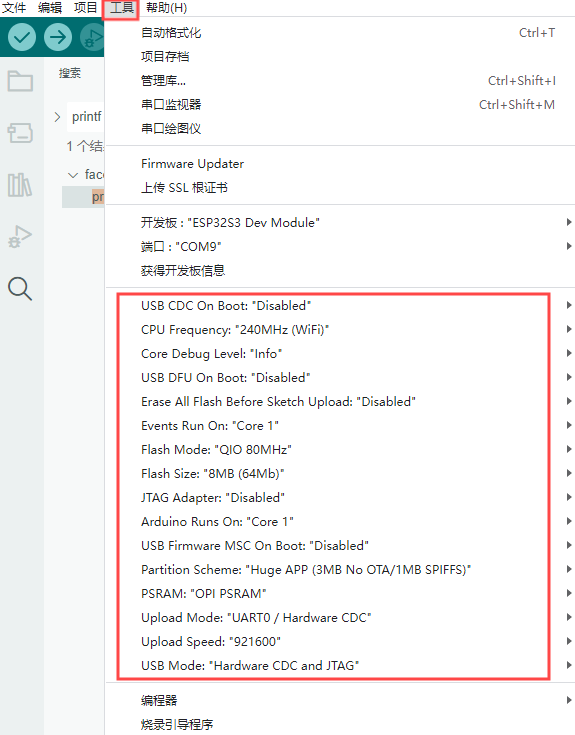 文件 编辑 项目 工具 帮助(H)
自动格式化 Ctrl+T
项目存档
搜索
管理库... Ctrl+Shift+I
串口监视器 Ctrl+Shift+M
printf
串口绘图仪
1 个结
Firmware Updater
face
上传 SSL 根证书
pr
开发板 : "ESP32S3 Dev Module"
端口 : "COM9"
获得开发板信息
USB CDC On Boot: "Disabled"
CPU Frequency: "240MHz (WiFi)"
Core Debug Level: "Info"
USB DFU On Boot: "Disabled"
Erase All Flash Before Sketch Upload: "Disabled"
Events Run On: "Core 1"
Flash Mode: "QIO 80MHz"
Flash Size: "8MB (64Mb)"
JTAG Adapter: "Disabled"
Arduino Runs On: "Core 1"
USB Firmware MSC On Boot: "Disabled"
Partition Scheme: "Huge APP (3MB No OTA/1MB SPIFFS)"
PSRAM: "OPI PSRAM"
Upload Mode: "UART0 / Hardware CDC"
Upload Speed: "921600"
USB Mode: "Hardware CDC and JTAG"
编程器
烧录引导程序